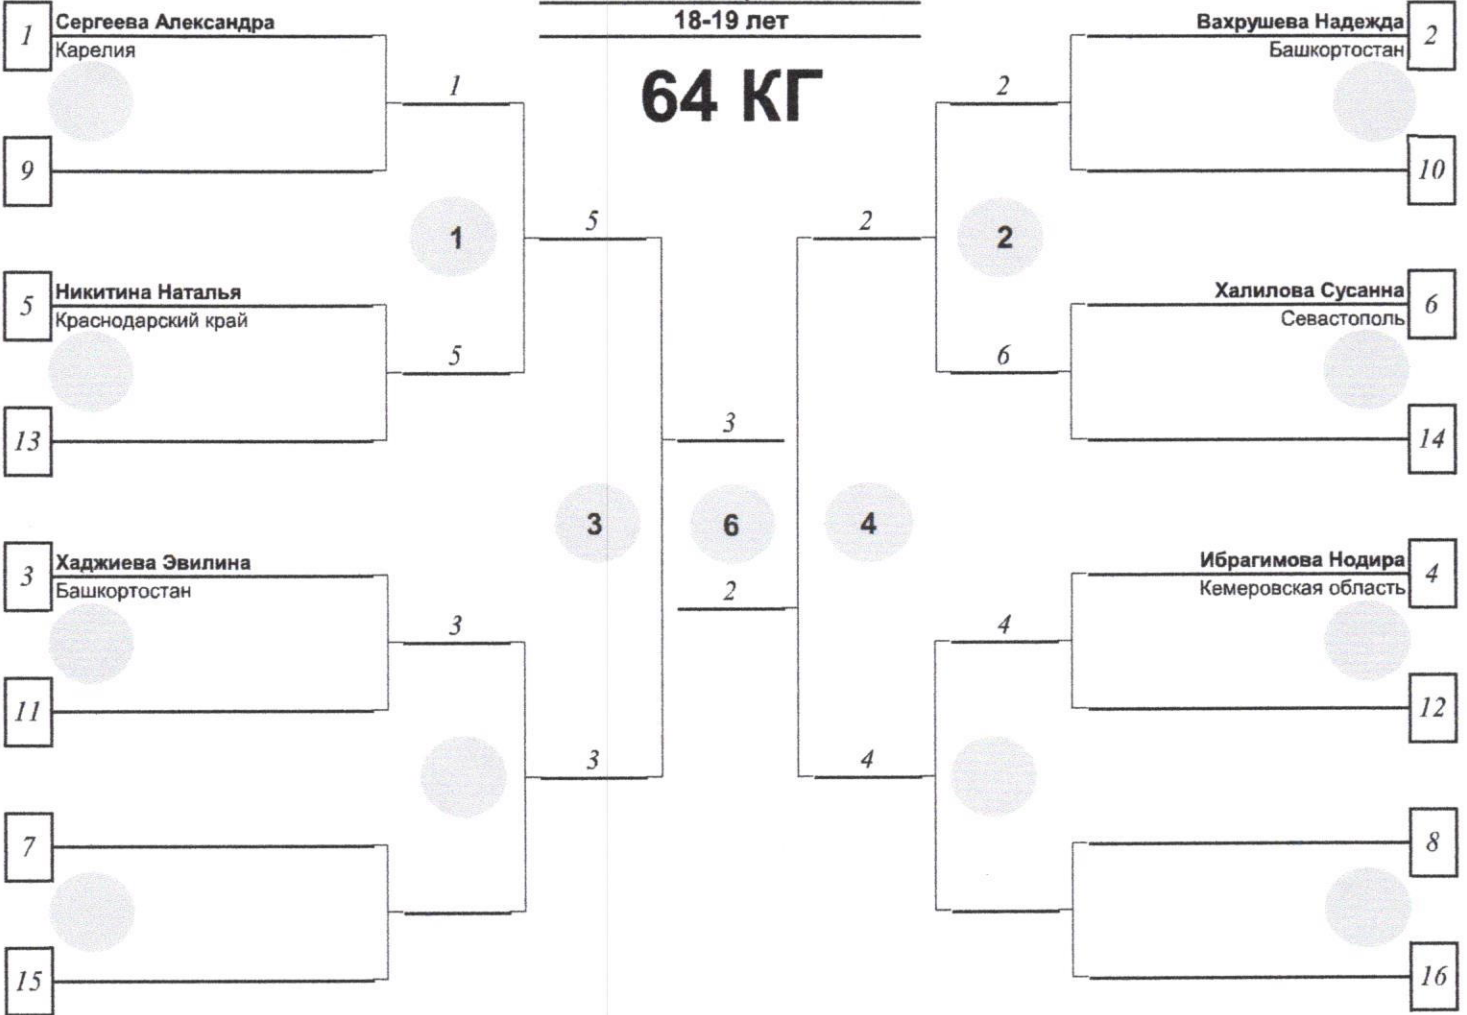 18-19 лет
64 КГ
1
Сергеева Александра
Карелия
1
9
1
5
5
Никитина Наталья
Краснодарский край
5
13
3
Хаджиева Эвилина
Башкортостан
3
11
3
3
7
15
3
6
2
4
2
Вахрушева Надежда
Башкортостан
2
10
2
2
6
Халилова Сусанна
Севастополь
6
14
4
Ибрагимова Нодира
Кемеровская область
4
12
4
8
16